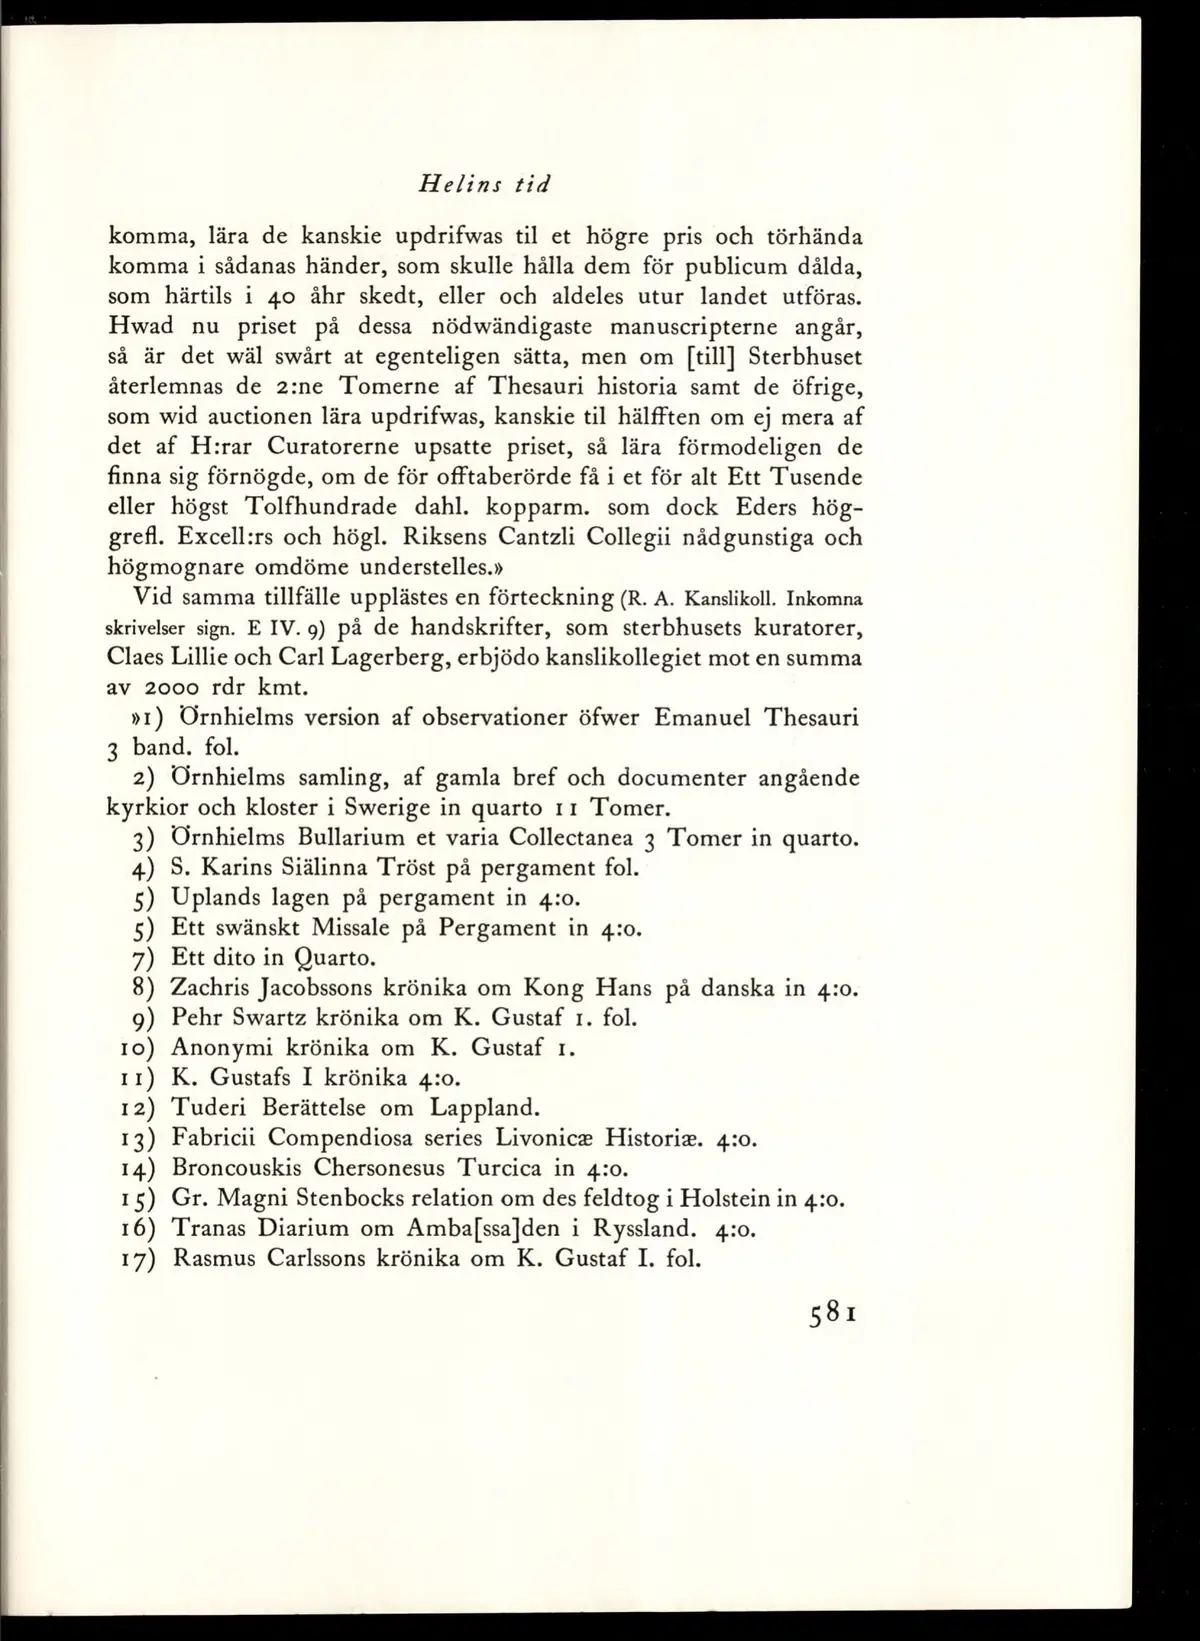 Helins tid
komma, lära de kanskie updrifwas til et högre pris och törhända
komma i sådanas händer, som skulle hålla dem för publicum dålda,
som härtils i 40 åhr skedt, eller och aldeles utur landet utföras.
Hwad nu priset på dessa nödwändigaste manuscripterne angår,
så är det wäl swårt at egenteligen sätta, men om [till] Sterbhuset
återlemnas de 2:ne Tomerne af Thesauri historia samt de öfrige,
som wid auctionen lära updrifwas, kanskie til hälfften om ej mera af
det af H:rar Curatorerne upsatte priset, så lära förmodeligen de
finna sig förnögde, om de för offtaberörde få i et för alt Ett Tusende
eller högst Tolfhundrade dahl. kopparm. som dock Eders hög-
grefl. Excell:rs och högl. Riksens Cantzli Collegii nådgunstiga och
högmognare omdöme understelles.»
Vid samma tillfälle upplästes en förteckning (R. A. Kanslikoll. Inkomna
skrivelser sign. E IV. 9) på de handskrifter, som sterbhusets kuratorer,
Claes Lillie och Carl Lagerberg, erbjödo kanslikollegiet mot en summa
av 2000 rdr kmt.
»1) Örnhielms version af observationer öfwer Emanuel Thesauri
3 band. fol.
2) Örnhielms samling, af gamla bref och documenter angående
kyrkior och kloster i Swerige in quarto 11 Tomer.
3) Örnhielms Bullarium et varia Collectanea 3 Tomer in quarto.
4) S. Karins Siälinna Tröst på pergament fol.
5) Uplands lagen på pergament in 4:o.
5) Ett swänskt Missale på Pergament in 4:o.
7) Ett dito in Quarto.
8) Zachris Jacobssons krönika om Kong Hans på danska in 4:o.
9) Pehr Swartz krönika om K. Gustaf 1. fol.
10) Anonymi krönika om K. Gustaf 1.
11) K. Gustafs I krönika 4:o.
12) Tuderi Berättelse om Lappland.
13) Fabricii Compendiosa series Livonicæ Historiæ. 4:o.
14) Broncouskis Chersonesus Turcica in 4:o.
15) Gr. Magni Stenbocks relation om des feldtog i Holstein in 4:o.
16) Tranas Diarium om Amba[ssa]den i Ryssland. 4:o.
17) Rasmus Carlssons krönika om K. Gustaf I. fol.
581